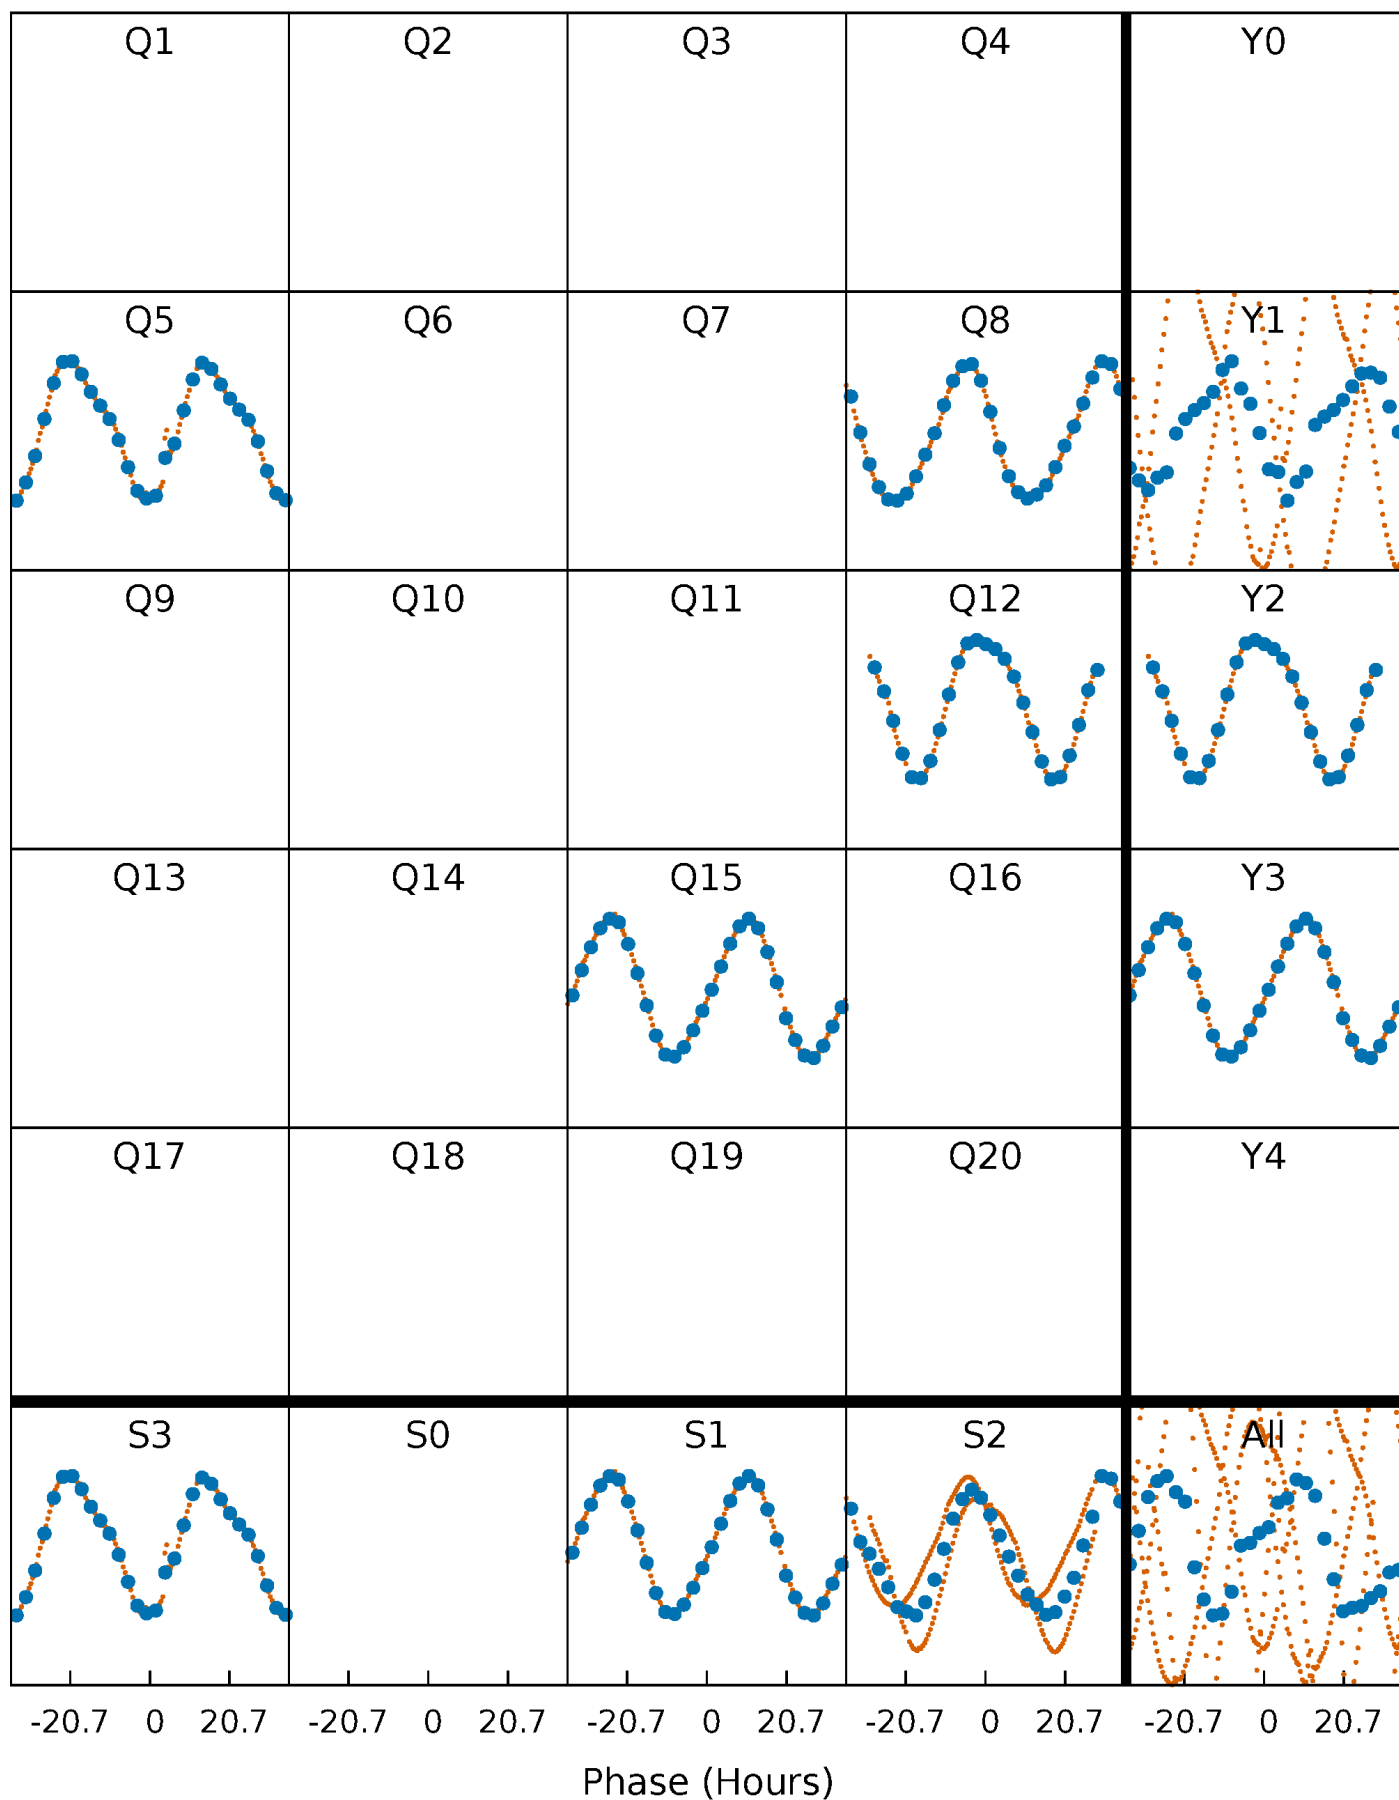 Q1 Q2 Q3 Q4 Y0
Q5 Q6 Q7 Q8 Y1
Q9 Q10 Q11 Q12 Y2
Q13 Q14 Q15 Q16 Y3
Q17 Q18 Q19 Q20 Y4
S3 S0 S1 S2 All
-20.7 0 20.7 -20.7 0 20.7 -20.7 0 20.7 -20.7 0 20.7 -20.7 0 20.7
Phase (Hours)